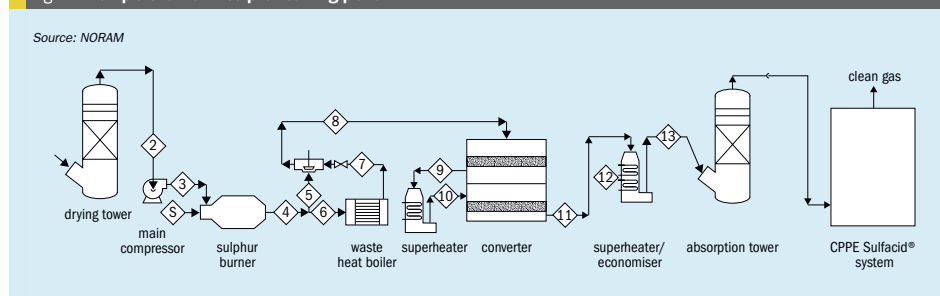 Source: NORAM
8
clean gas
2
3
S
4
5
6
7
9
10
11
12
13
drying tower
main
compressor
sulphur
burner
waste
heat boiler
superheater
converter
superheater/
economiser
absorption tower
CPPE Sulfacid®
system